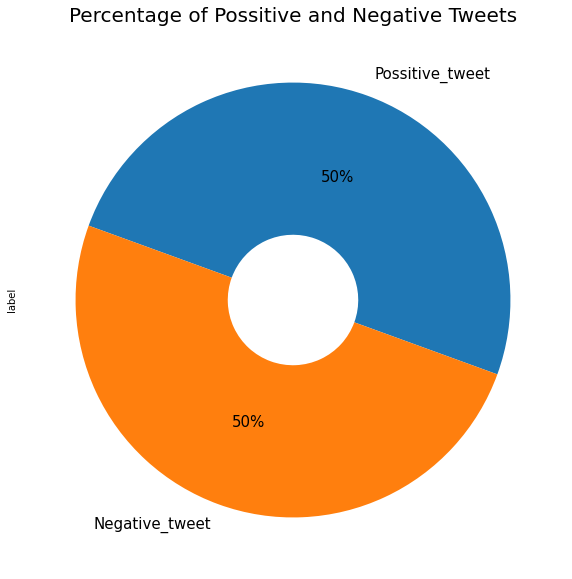 Percentage of Possitive and Negative Tweets
Possitive_tweet
50%
label
50%
Negative_tweet